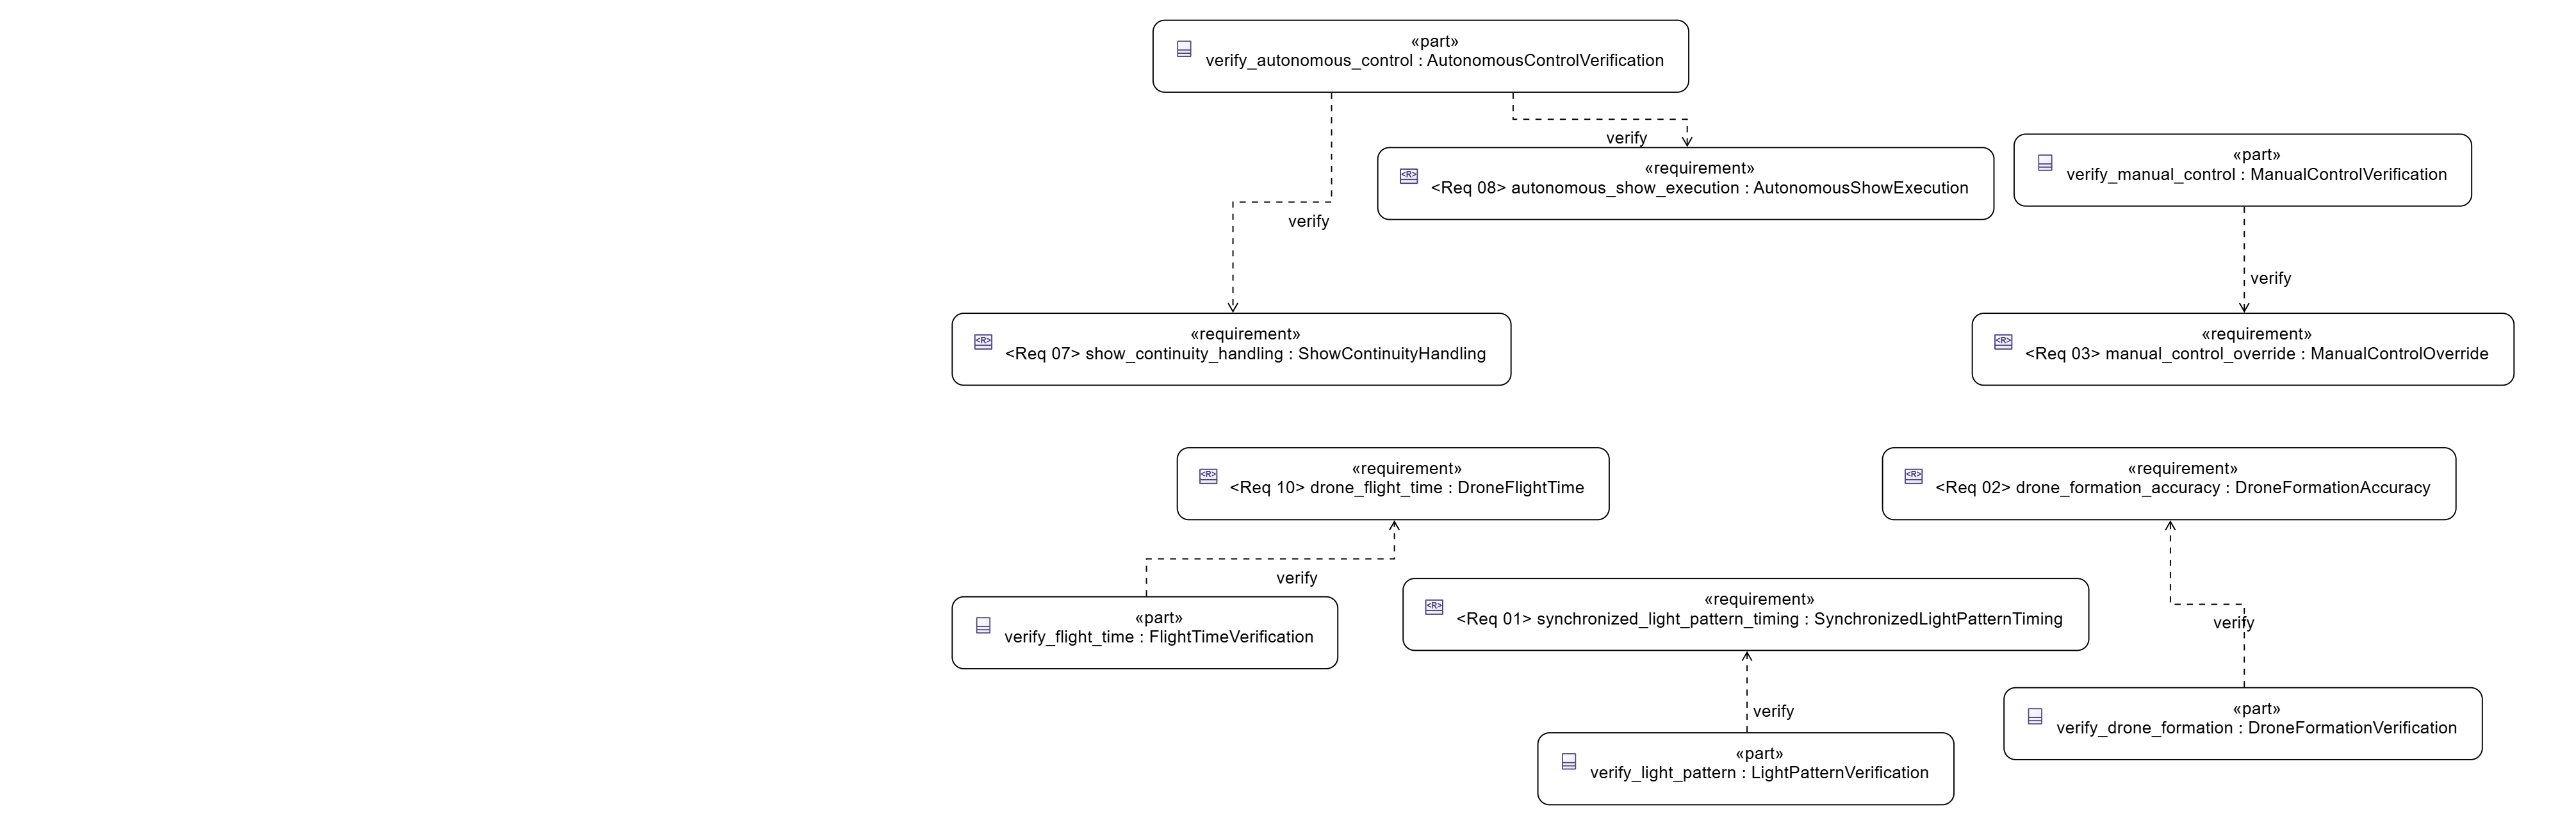 «part»
verify_autonomous_control : AutonomousControlVerification
verify
«requirement»
<Req 08> autonomous_show_execution : AutonomousShowExecution
«part»
verify_manual_control : ManualControlVerification
verify
verify
«requirement»
<Req 07> show_continuity_handling : ShowContinuityHandling
«requirement»
<Req 03> manual_control_override : ManualControlOverride
«requirement»
<Req 10> drone_flight_time : DroneFlightTime
«requirement»
<Req 02> drone_formation_accuracy : DroneFormationAccuracy
verify
«part»
verify_flight_time : FlightTimeVerification
«requirement»
<Req 01> synchronized_light_pattern_timing : SynchronizedLightPatternTiming
verify
verify
«part»
verify_light_pattern : LightPatternVerification
«part»
verify_drone_formation : DroneFormationVerification